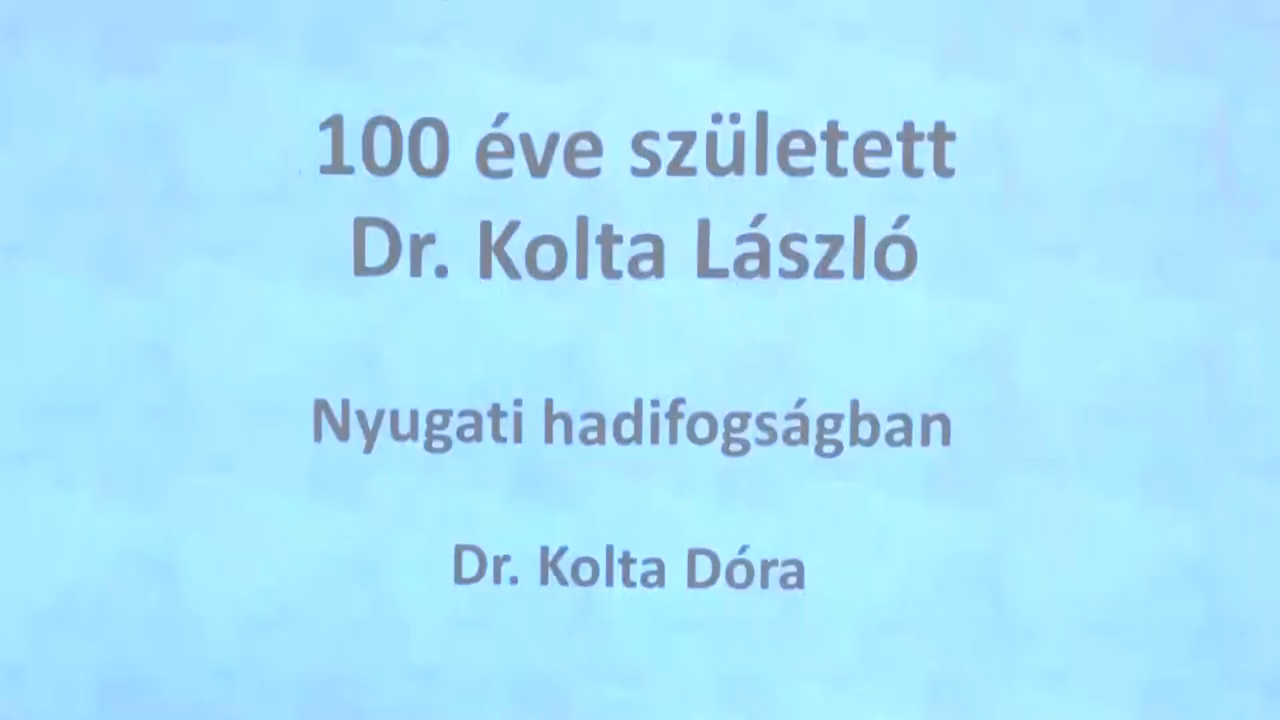 100 éve született
Dr. Kolta László
Nyugati hadifogságban
Dr. Kolta Dóra